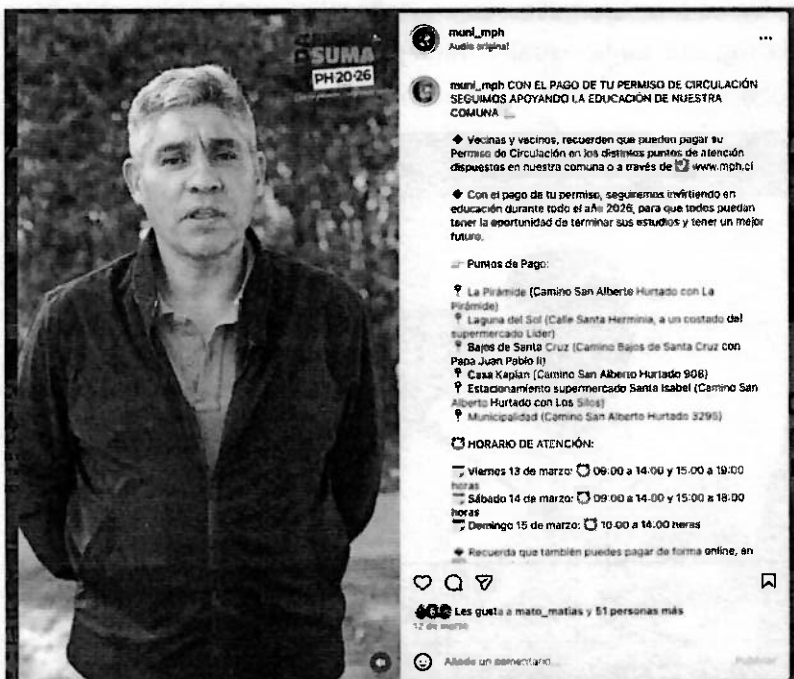 SUMA
PH 20·26
muni_mph
Audio original
muni_mph CON EL PAGO DE TU PERMISO DE CIRCULACIÓN
SEGUIMOS APOYANDO LA EDUCACIÓN DE NUESTRA
COMUNA
Vecinas y vecinos, recuerden que pueden pagar su
Permiso de Circulación en los distintos puntos de atención
dispuestos en nuestra comuna o a través de www.mph.cl
Con el pago de tu permiso, seguiremos invirtiendo en
educación durante todo el año 2026, para que todos puedan
tener la oportunidad de terminar sus estudios y tener un mejor
futuro.
Puntos de Pago:
La Pirámide (Camino San Alberto Hurtado con La
Pirámide)
Laguna del Sol (Calle Santa Herminia, a un costado del
supermercado Lider)
Bajos de Santa Cruz (Camino Bajos de Santa Cruz con
Papa Juan Pablo II)
Casa Kaplan (Camino San Alberto Hurtado 908)
Estacionamiento supermercado Santa Isabel (Camino San
Alberto Hurtado con Los Silos)
Municipalidad (Camino San Alberto Hurtado 3295)
HORARIO DE ATENCIÓN:
Viernes 13 de marzo: 09:00 a 14:00 y 15:00 a 19:00
horas
Sábado 14 de marzo: 09:00 a 14:00 y 15:00 a 18:00
horas
Domingo 15 de marzo: 10:00 a 14:00 horas
Recuerda que también puedes pagar de forma online, en
Les gusta a mato_matias y 51 personas más
12 de marzo
Añade un comentario...
Publicar